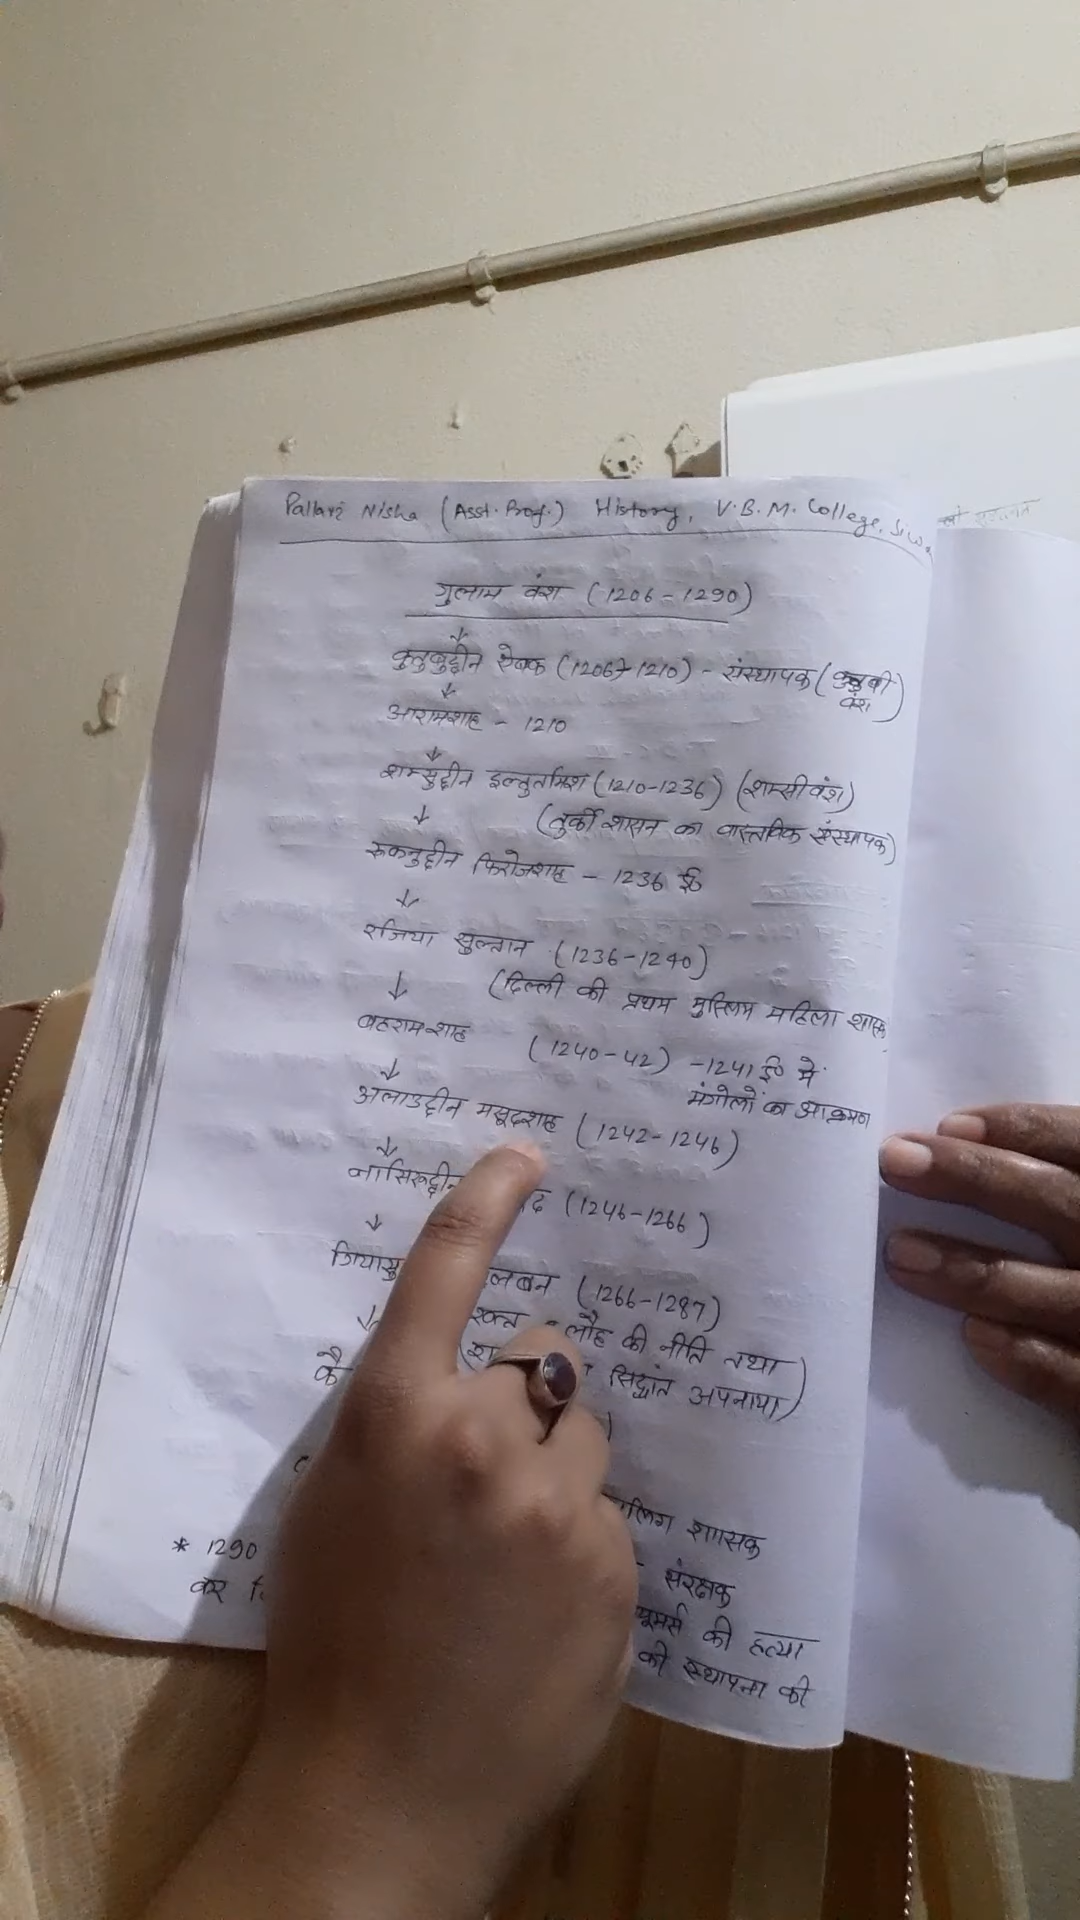 Pallavi Nisha (Asst. Prof.) History, V.B.M. College, Siwa
गुलाम वंश (1206-1290)
↓
कुतुबुद्दीन ऐबक (1206-1210) - संस्थापक (कुतुबी वंश)
↓
आरामशाह - 1210
↓
शम्सुद्दीन इल्तुतमिश (1210-1236) (शम्सी वंश)
↓ (तुर्की शासन का वास्तविक संस्थापक)
रुकनुद्दीन फिरोजशाह - 1236 ई०
↓
रजिया सुल्तान (1236-1240)
↓ (दिल्ली की प्रथम मुस्लिम महिला
बहरामशाह (1240-42) - 1241 ई० में
↓ मंगोलों का आक्रमण
अलाउद्दीन मसूदशाह (1242-1246)
↓
नासिरुद्दीन (1246-1266)
↓
बलबन (1266-1287)
↓ लौह की नीति तथा
सिद्धांत अपनाया)
शासक
संरक्षक
* 1290 की हत्या
कर की स्थापना की